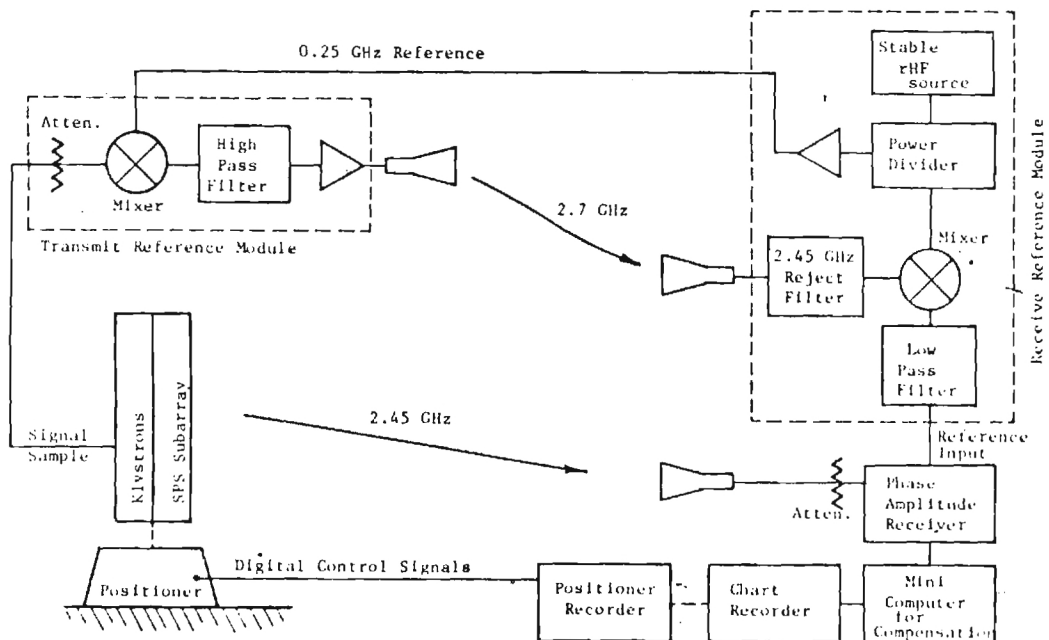 0.25 GHz Reference
Stable
rHF
source
Atten.
High
Pass
Filter
Power
Divider
Mixer
Transmit Reference Module
2.7 GHz
Mixer
2.45 GHz
Reject
Filter
Receive Reference Module
Low
Pass
Filter
Klystrons
SPS Subarray
2.45 GHz
Signal
Sample
Reference
Input
Phase
Amplitude
Receiver
Atten.
Positioner
Digital Control Signals
Positioner
Recorder
Chart
Recorder
Mini
Computer
for
Compensation